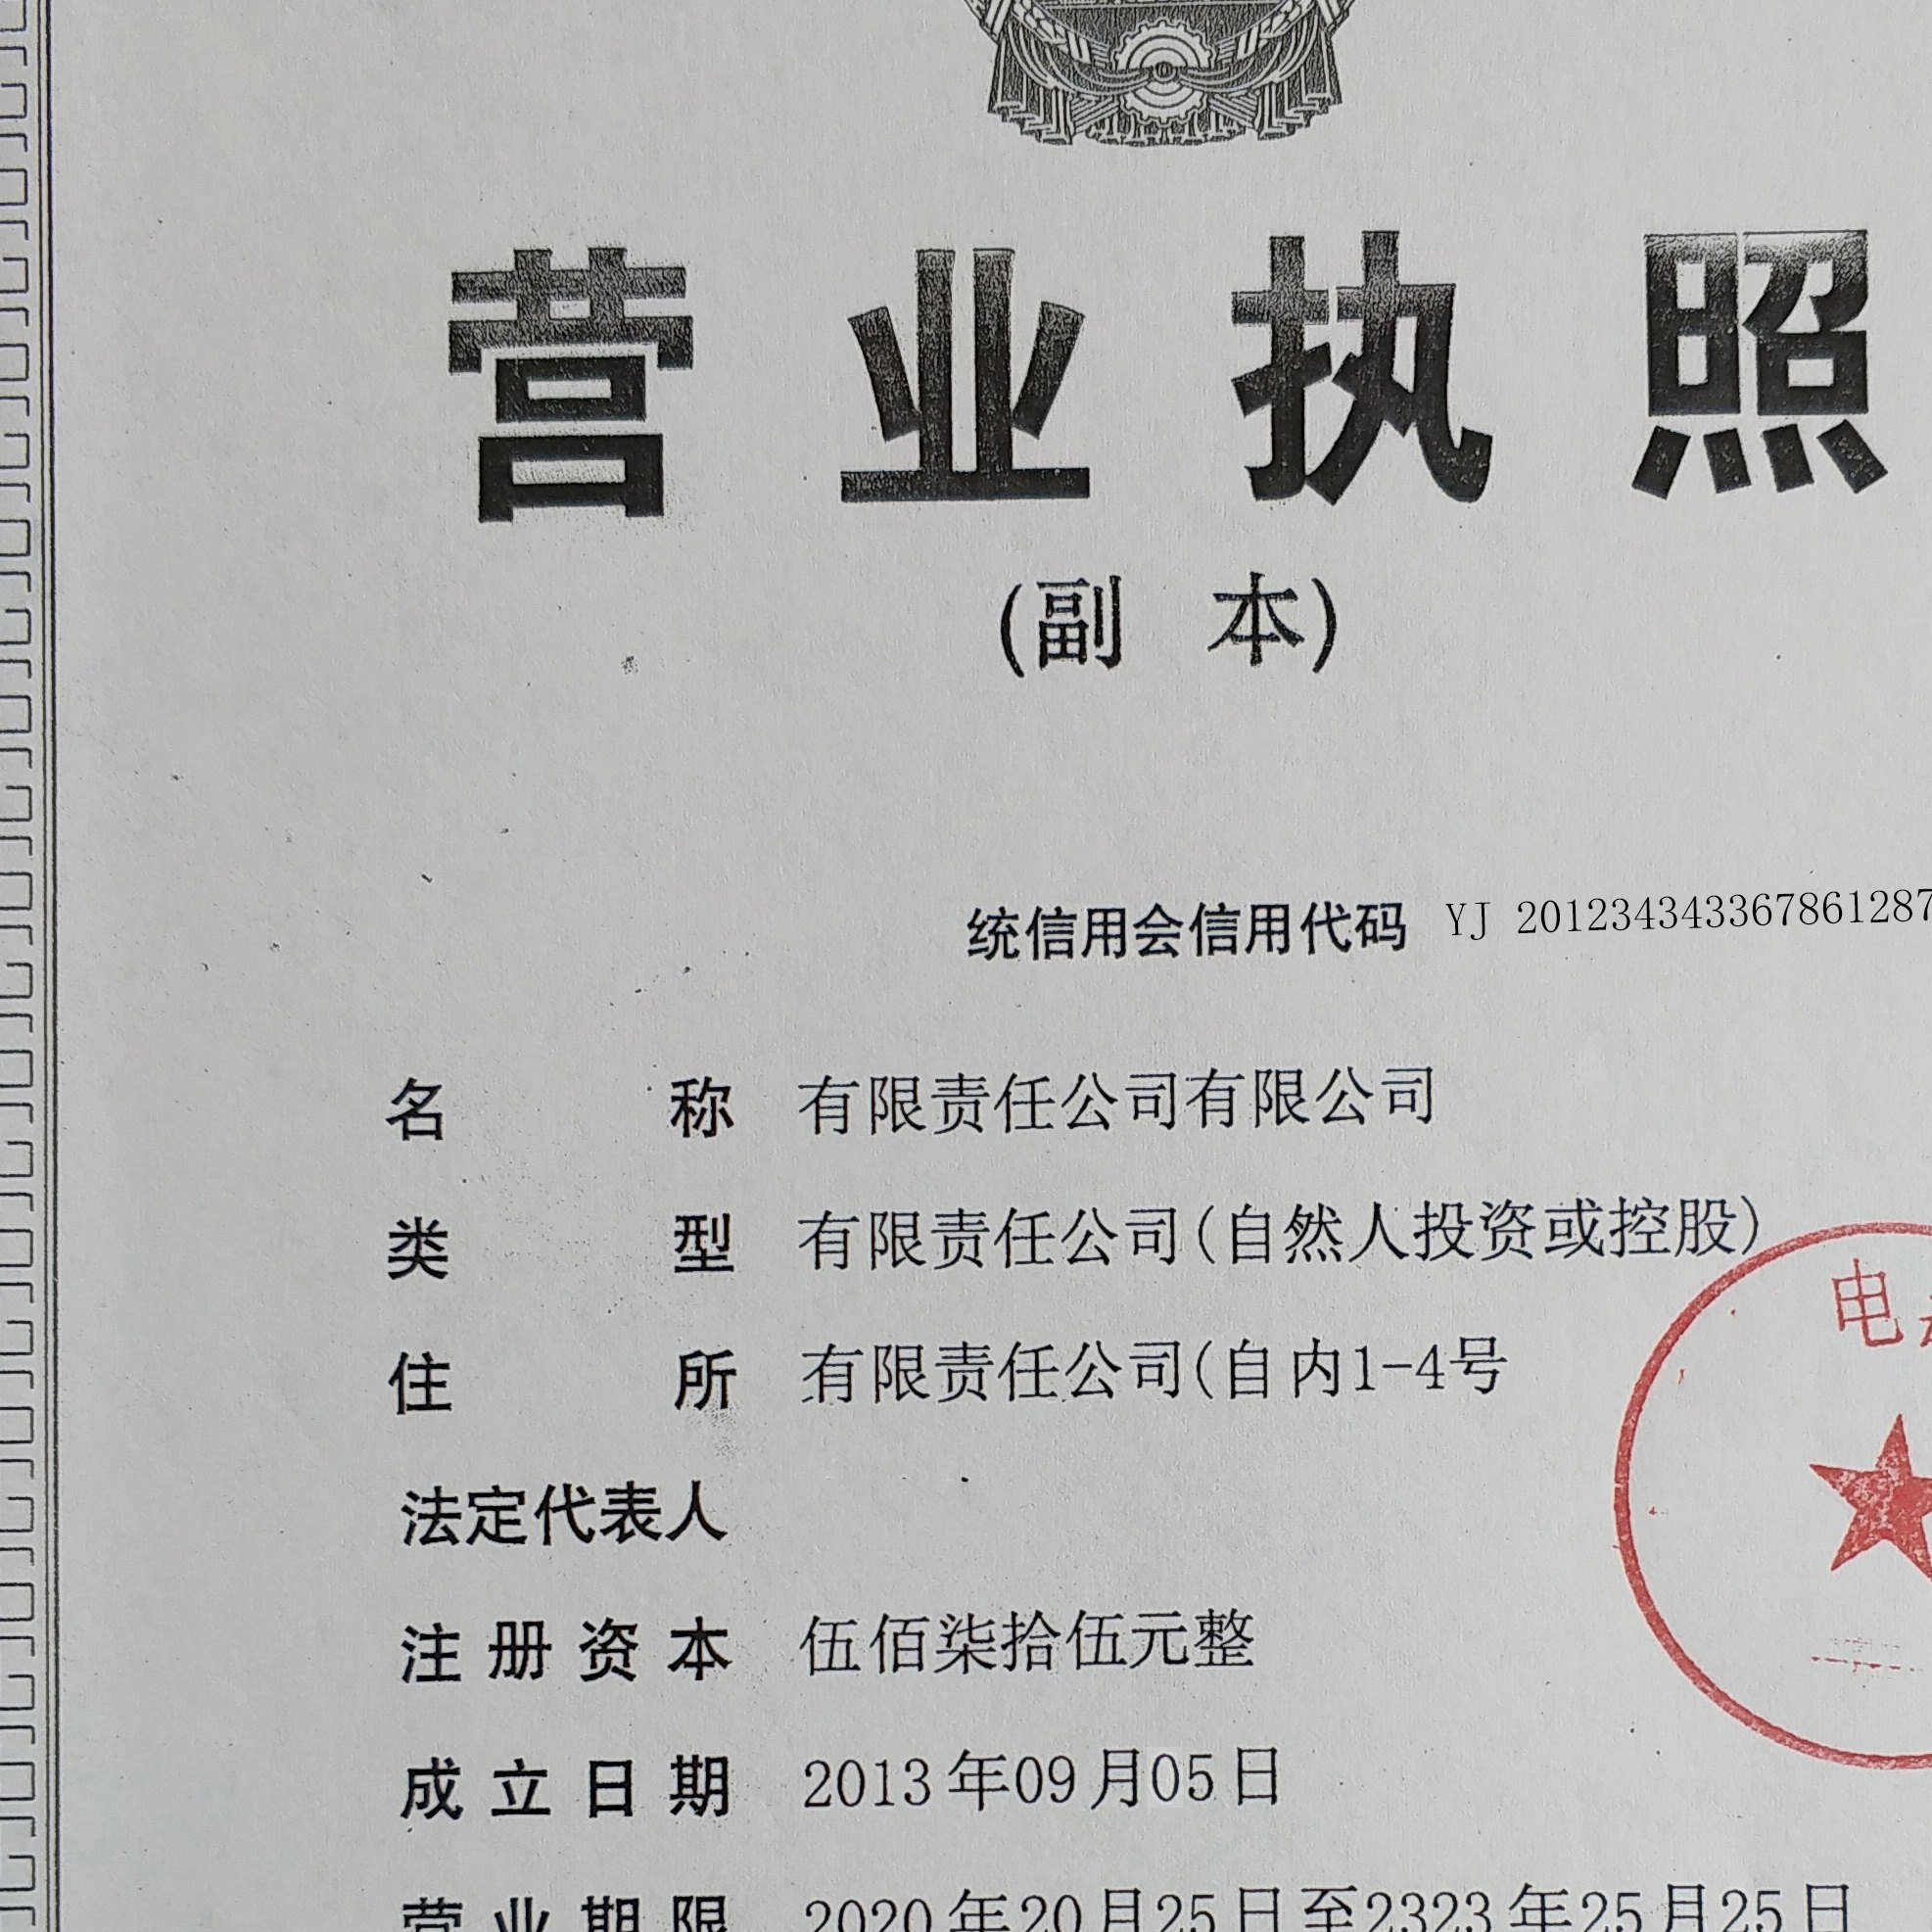 营业执照
(副 本)
统信用会信用代码 YJ 201234343367861287
名 称 有限责任公司有限公司
类 型 有限责任公司(自然人投资或控股)
住 所 有限责任公司(自内1-4号
电
法定代表人
注册资本 伍佰柒拾伍元整
成立日期 2013年09月05日
营业期限 2020年20月25日至2323年25月25日